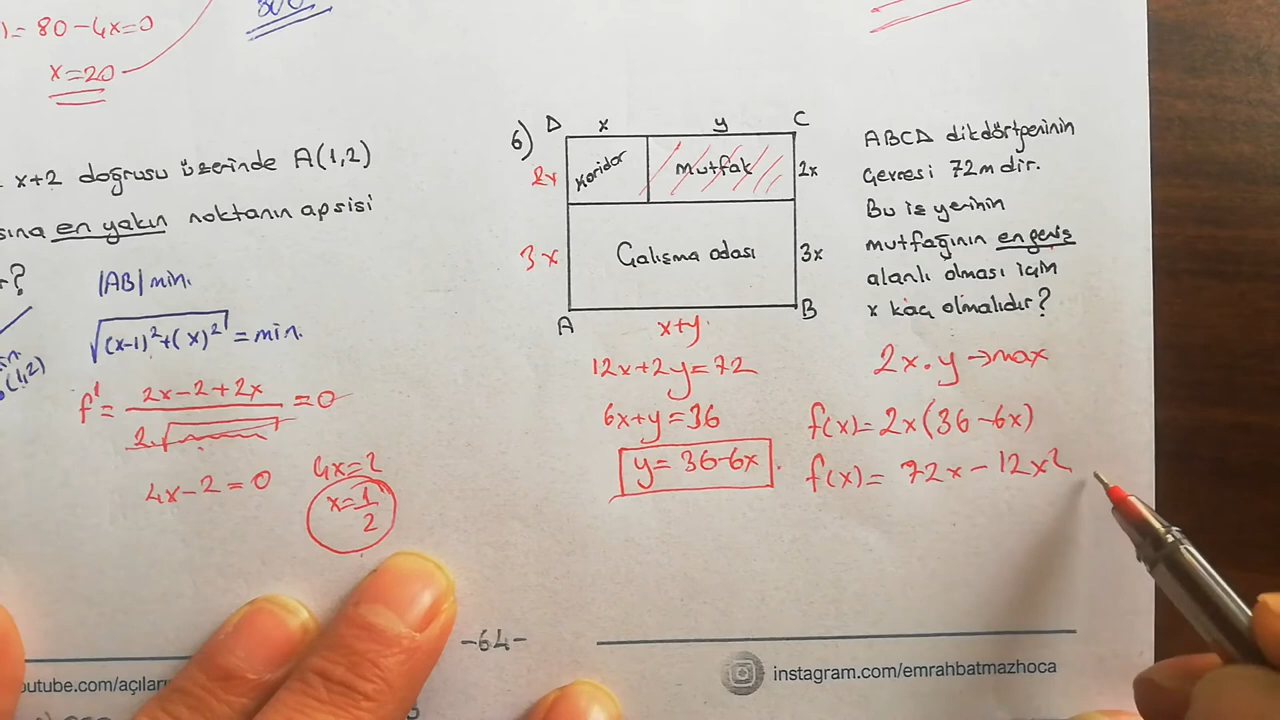 )= 80-4x=0
x=20
x+2 doğrusu üzerinde A(1,2)
sına en yakın noktanın apsisi
r?
|AB| min.
√(x-1)²+(x)² = min.
(1,2)
f' = 2x-2+2x / 2.√ = 0
4x-2=0
4x=2
x=1/2
6)
D x y C
2x Koridor Mutfak 2x
3x Çalışma odası 3x
A x+y B
12x+2y=72
6x+y=36
y=36-6x
ABCD dikdörtgeninin
çevresi 72m dir.
Bu iş yerinin
mutfağının en geniş
alanlı olması için
x kaç olmalıdır?
2x.y→max
f(x)=2x(36-6x)
f(x)= 72x-12x²
-64-
outube.com/açılar
instagram.com/emrahbatmazhoca